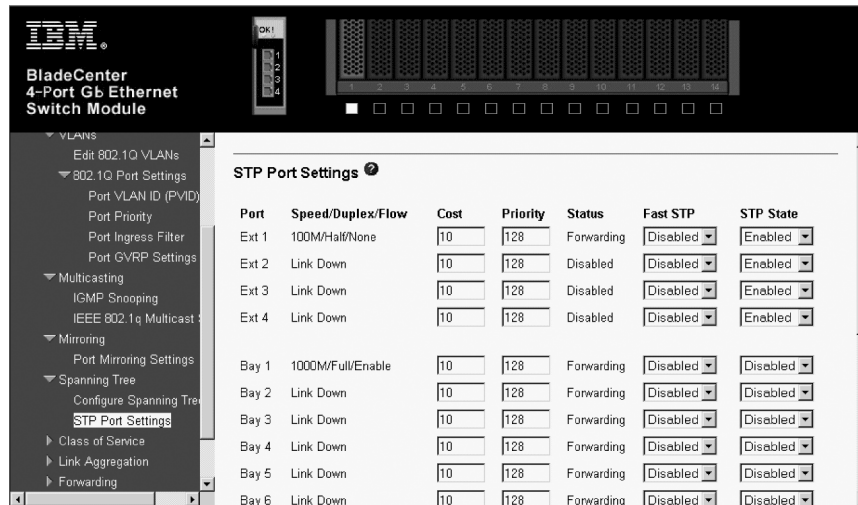 IBM®
BladeCenter
4-Port Gb Ethernet
Switch Module
OK!
1
2
3
4
1 2 3 4 5 6 7 8 9 10 11 12 13 14
VLANs
Edit 802.1Q VLANs
802.1Q Port Settings
Port VLAN ID (PVID)
Port Priority
Port Ingress Filter
Port GVRP Settings
Multicasting
IGMP Snooping
IEEE 802.1q Multicast
Mirroring
Port Mirroring Settings
Spanning Tree
Configure Spanning Tre
STP Port Settings
Class of Service
Link Aggregation
Forwarding
STP Port Settings ?
Port Speed/Duplex/Flow Cost Priority Status Fast STP STP State
Ext 1 100M/Half/None 10 128 Forwarding Disabled Enabled
Ext 2 Link Down 10 128 Disabled Disabled Enabled
Ext 3 Link Down 10 128 Disabled Disabled Enabled
Ext 4 Link Down 10 128 Disabled Disabled Enabled
Bay 1 1000M/Full/Enable 10 128 Forwarding Disabled Disabled
Bay 2 Link Down 10 128 Forwarding Disabled Disabled
Bay 3 Link Down 10 128 Forwarding Disabled Disabled
Bay 4 Link Down 10 128 Forwarding Disabled Disabled
Bay 5 Link Down 10 128 Forwarding Disabled Disabled
Bay 6 Link Down 10 128 Forwarding Disabled Disabled